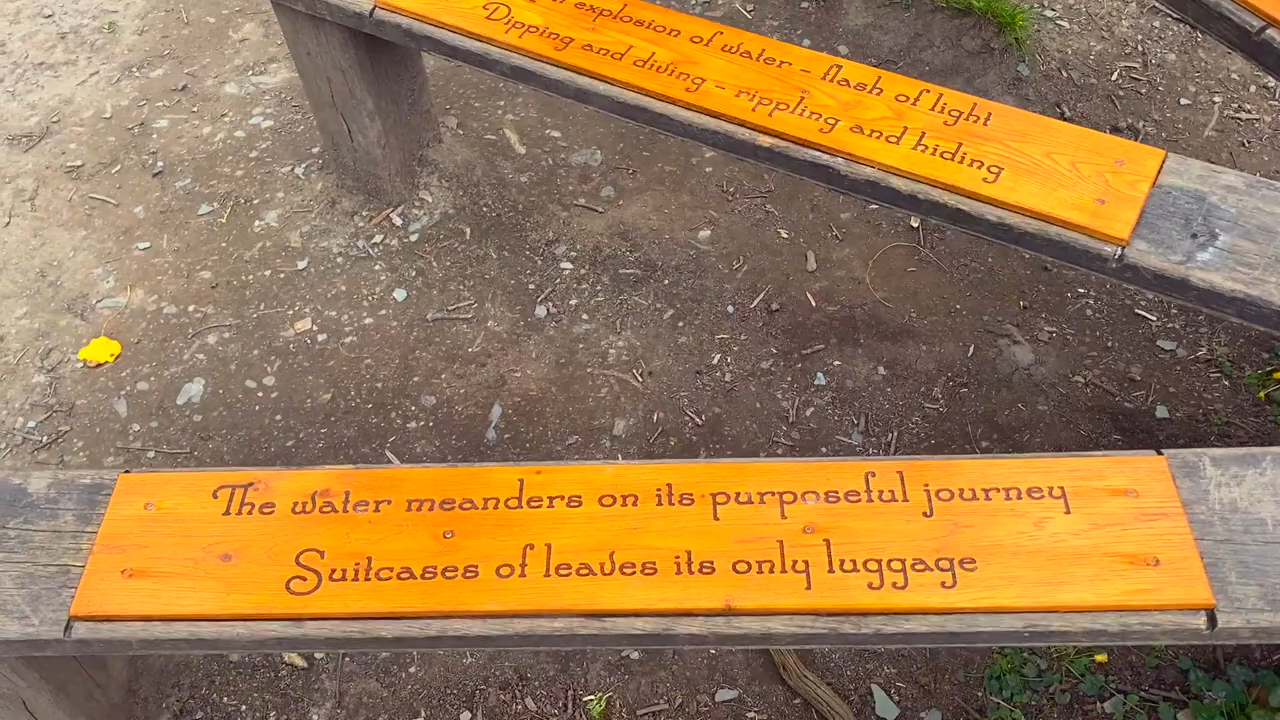 explosion of water - flash of light
Dipping and diving - rippling and hiding
The water meanders on its purposeful journey
Suitcases of leaves its only luggage